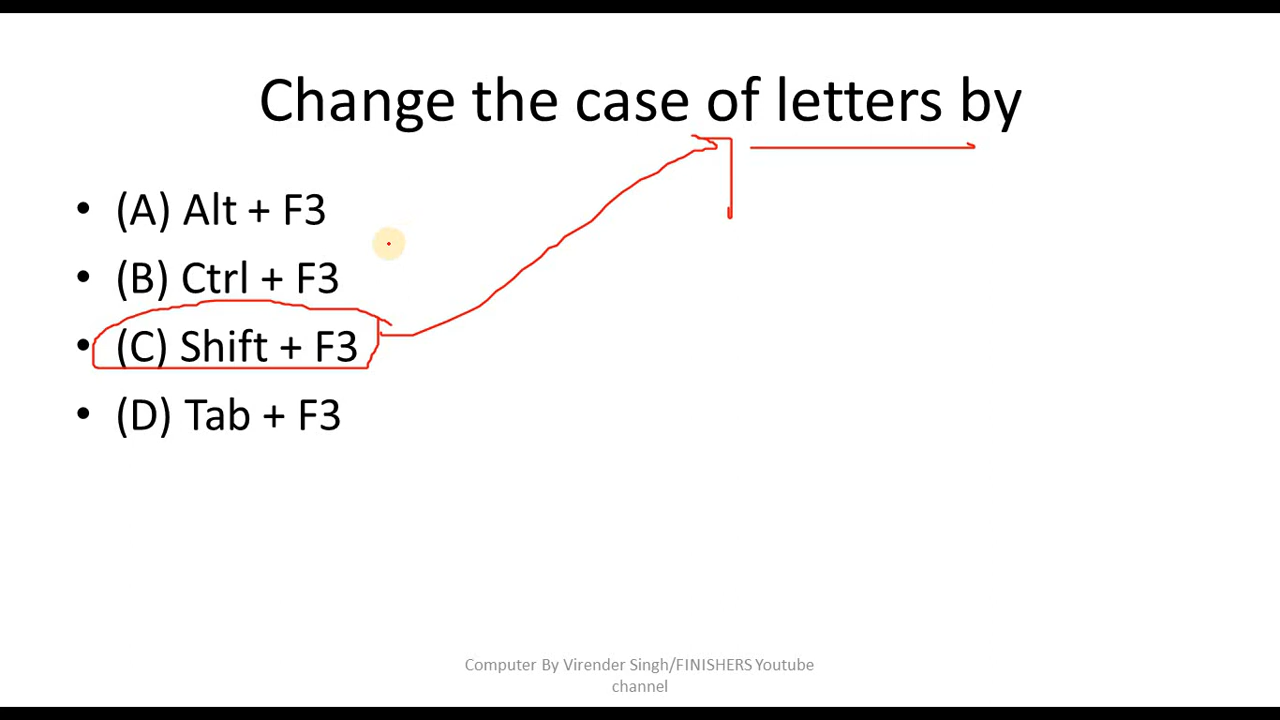 Change the case of letters by
• (A) Alt + F3
• (B) Ctrl + F3
• (C) Shift + F3
• (D) Tab + F3
Computer By Virender Singh/FINISHERS Youtube
channel